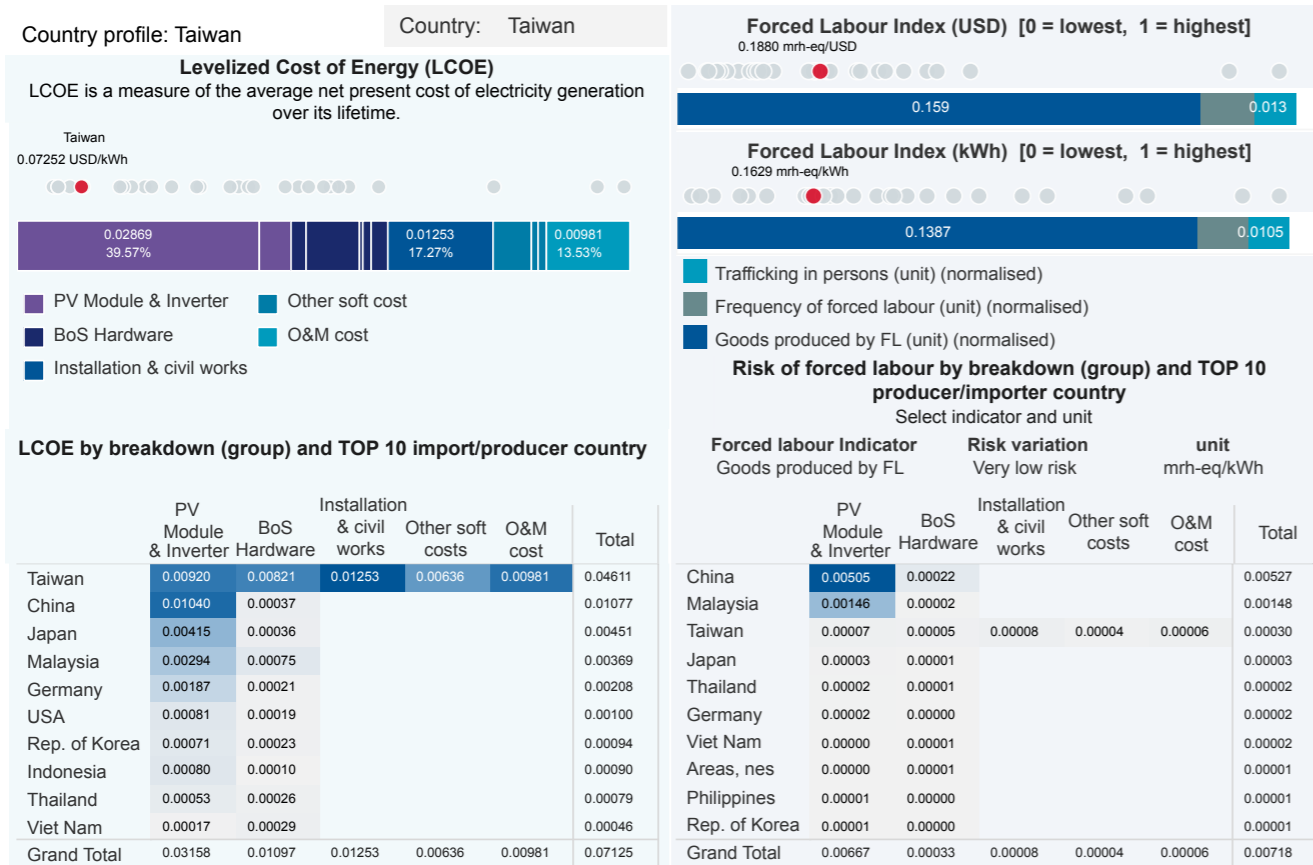 Country profile: Taiwan
Country: Taiwan
Levelized Cost of Energy (LCOE)
LCOE is a measure of the average net present cost of electricity generation
over its lifetime.
Taiwan
0.07252 USD/kWh
0.02869 0.01253 0.00981
39.57% 17.27% 13.53%
PV Module & Inverter Other soft cost
BoS Hardware O&M cost
Installation & civil works
LCOE by breakdown (group) and TOP 10 import/producer country
PV Module & Inverter BoS Hardware Installation & civil works Other soft costs O&M cost Total
Taiwan 0.00920 0.00821 0.01253 0.00636 0.00981 0.04611
China 0.01040 0.00037 0.01077
Japan 0.00415 0.00036 0.00451
Malaysia 0.00294 0.00075 0.00369
Germany 0.00187 0.00021 0.00208
USA 0.00081 0.00019 0.00100
Rep. of Korea 0.00071 0.00023 0.00094
Indonesia 0.00080 0.00010 0.00090
Thailand 0.00053 0.00026 0.00079
Viet Nam 0.00017 0.00029 0.00046
Grand Total 0.03158 0.01097 0.01253 0.00636 0.00981 0.07125
Forced Labour Index (USD) [0 = lowest, 1 = highest]
0.1880 mrh-eq/USD
0.159 0.013
Forced Labour Index (kWh) [0 = lowest, 1 = highest]
0.1629 mrh-eq/kWh
0.1387 0.0105
Trafficking in persons (unit) (normalised)
Frequency of forced labour (unit) (normalised)
Goods produced by FL (unit) (normalised)
Risk of forced labour by breakdown (group) and TOP 10
producer/importer country
Select indicator and unit
Forced labour Indicator Risk variation unit
Goods produced by FL Very low risk mrh-eq/kWh
PV Module & Inverter BoS Hardware Installation & civil works Other soft costs O&M cost Total
China 0.00505 0.00022 0.00527
Malaysia 0.00146 0.00002 0.00148
Taiwan 0.00007 0.00005 0.00008 0.00004 0.00006 0.00030
Japan 0.00003 0.00001 0.00003
Thailand 0.00002 0.00001 0.00002
Germany 0.00002 0.00000 0.00002
Viet Nam 0.00000 0.00001 0.00002
Areas, nes 0.00000 0.00001 0.00001
Philippines 0.00001 0.00000 0.00001
Rep. of Korea 0.00001 0.00000 0.00001
Grand Total 0.00667 0.00033 0.00008 0.00004 0.00006 0.00718